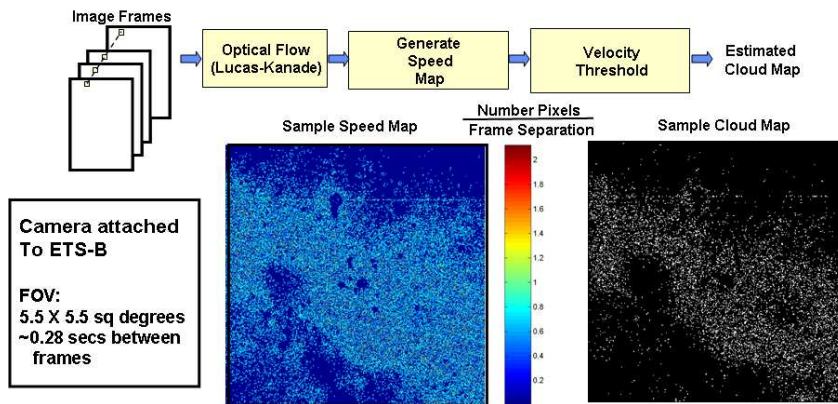 Image Frames
Optical Flow
(Lucas-Kanade)
Generate
Speed
Map
Velocity
Threshold
Estimated
Cloud Map
Sample Speed Map
Number Pixels
Frame Separation
Sample Cloud Map
2
1.8
1.6
1.4
1.2
1
0.8
0.6
0.4
0.2
Camera attached
To ETS-B
FOV:
5.5 X 5.5 sq degrees
~0.28 secs between
frames